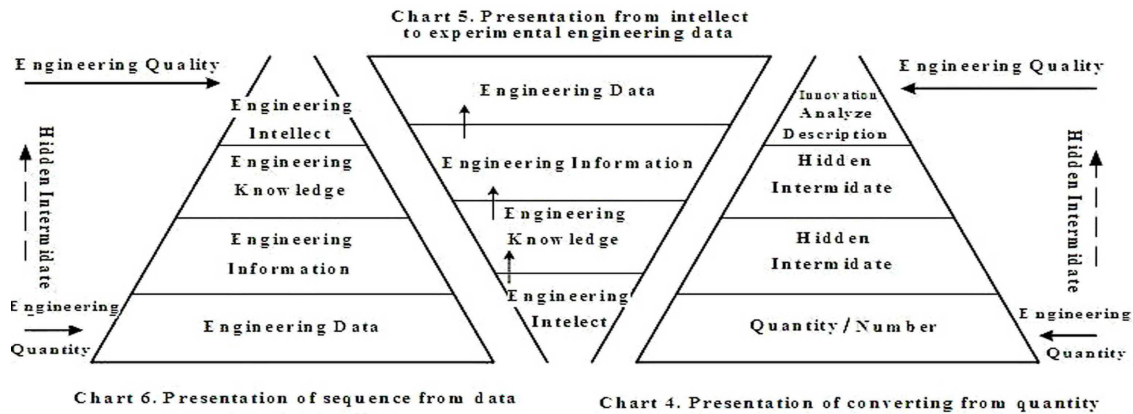 Chart 5. Presentation from intellect
to experimental engineering data
Engineering Quality
Hidden Intermidate
Engineering
Quantity
Engineering
Intellect
Engineering
Knowledge
Engineering
Information
Engineering Data
Engineering Data
Engineering Information
Engineering
Knowledge
Engineering
Intelect
Innovation
Analyze
Description
Hidden
Intermidate
Hidden
Intermidate
Quantity/Number
Engineering Quality
Hidden Intermidate
Engineering
Quantity
Chart 6. Presentation of sequence from data
Chart 4. Presentation of converting from quantity